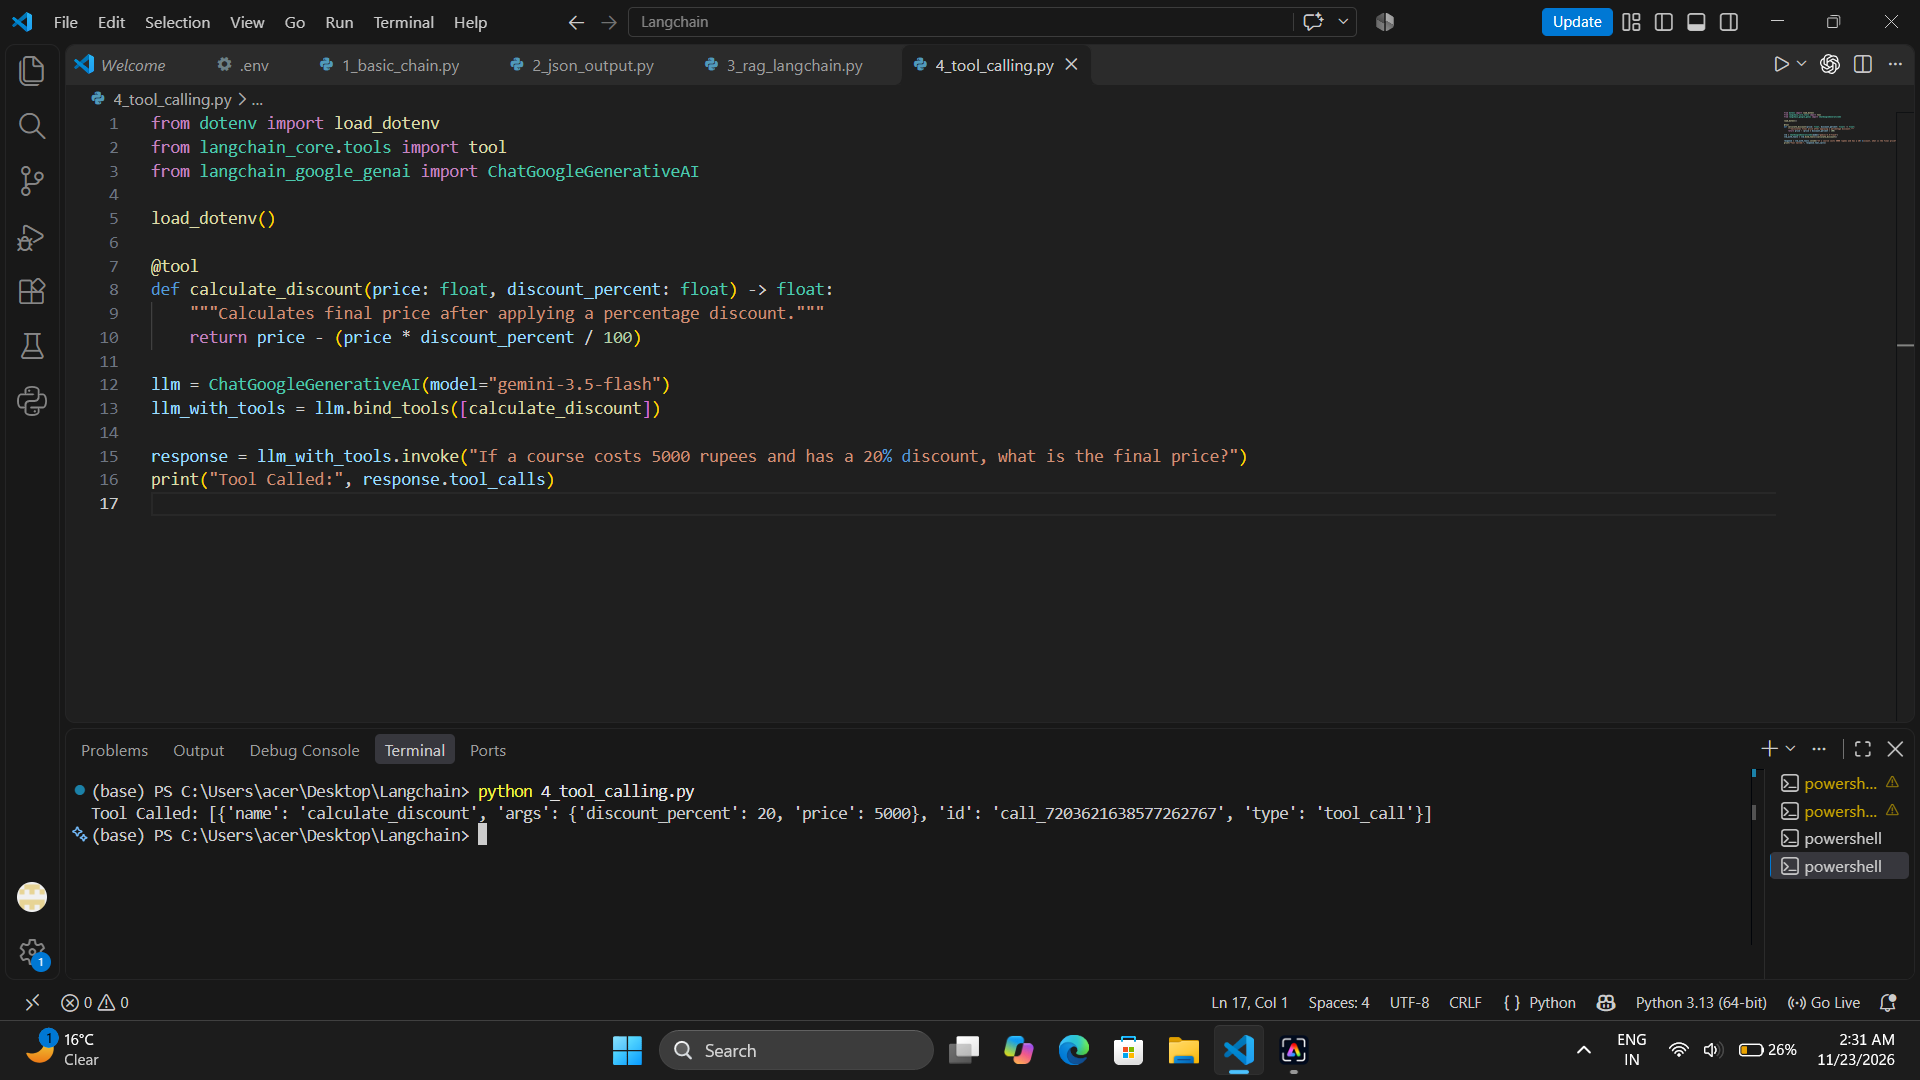 File Edit Selection View Go Run Terminal Help
Langchain
Update
Welcome
.env
1_basic_chain.py
2_json_output.py
3_rag_langchain.py
4_tool_calling.py
4_tool_calling.py > ...
1 from dotenv import load_dotenv
2 from langchain_core.tools import tool
3 from langchain_google_genai import ChatGoogleGenerativeAI
4
5 load_dotenv()
6
7 @tool
8 def calculate_discount(price: float, discount_percent: float) -> float:
9     """Calculates final price after applying a percentage discount."""
10     return price - (price * discount_percent / 100)
11
12 llm = ChatGoogleGenerativeAI(model="gemini-3.5-flash")
13 llm_with_tools = llm.bind_tools([calculate_discount])
14
15 response = llm_with_tools.invoke("If a course costs 5000 rupees and has a 20% discount, what is the final price?")
16 print("Tool Called:", response.tool_calls)
17
Problems Output Debug Console Terminal Ports
(base) PS C:\Users\acer\Desktop\Langchain> python 4_tool_calling.py
Tool Called: [{'name': 'calculate_discount', 'args': {'discount_percent': 20, 'price': 5000}, 'id': 'call_7203621638577262767', 'type': 'tool_call'}]
(base) PS C:\Users\acer\Desktop\Langchain>
powersh...
powersh...
powershell
powershell
1
0 0
Ln 17, Col 1 Spaces: 4 UTF-8 CRLF { } Python Python 3.13 (64-bit) Go Live
1
16°C
Clear
Search
ENG
IN
26%
2:31 AM
11/23/2026